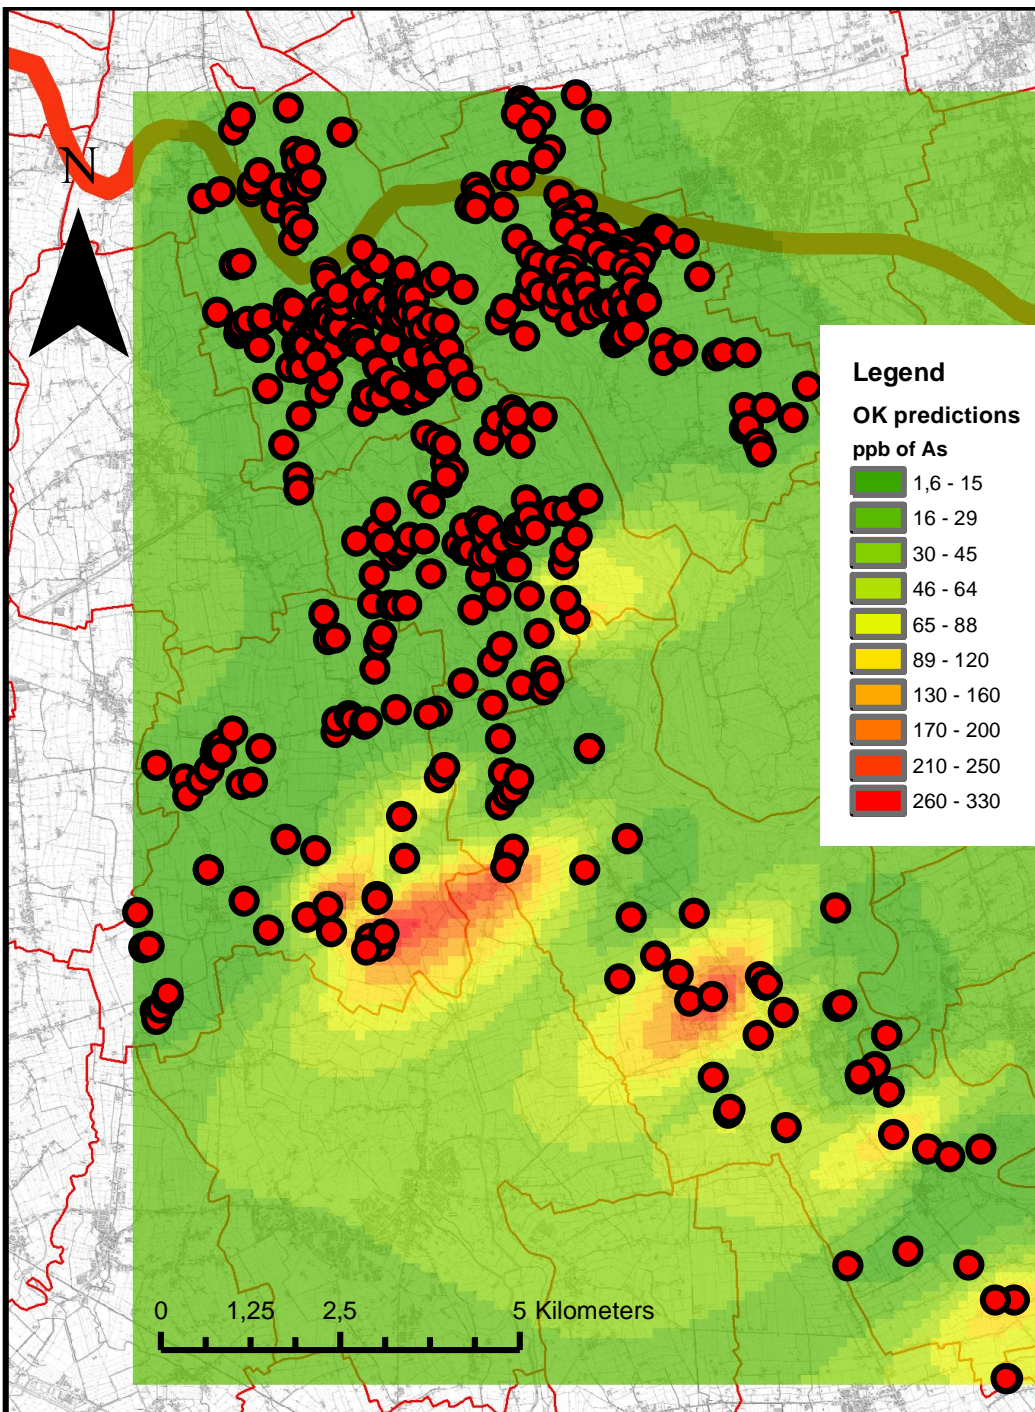 N
Legend
OK predictions
ppb of As
1,6 - 15
16 - 29
30 - 45
46 - 64
65 - 88
89 - 120
130 - 160
170 - 200
210 - 250
260 - 330
0 1,25 2,5 5 Kilometers